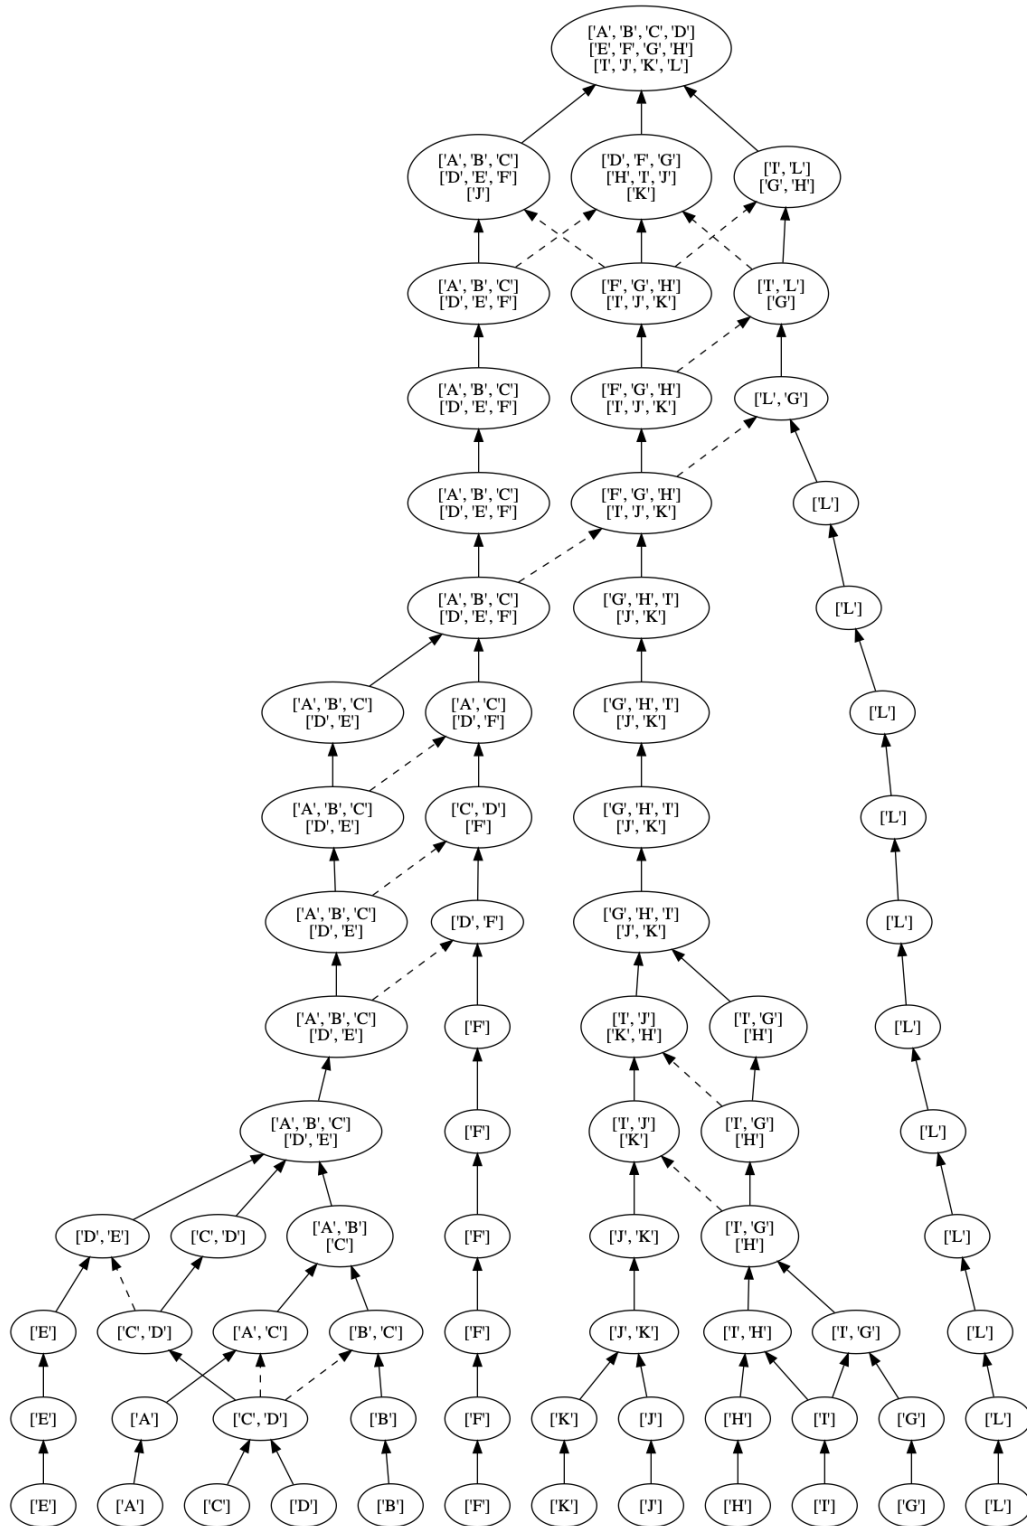 ['A', 'B', 'C', 'D']
['E', 'F', 'G', 'H']
['I', 'J', 'K', 'L']
['A', 'B', 'C']
['D', 'E', 'F']
['J']
['D', 'F', 'G']
['H', 'I', 'J']
['K']
['I', 'L']
['G', 'H']
['A', 'B', 'C']
['D', 'E', 'F']
['F', 'G', 'H']
['I', 'J', 'K']
['I', 'L']
['G']
['A', 'B', 'C']
['D', 'E', 'F']
['F', 'G', 'H']
['I', 'J', 'K']
['L', 'G']
['A', 'B', 'C']
['D', 'E', 'F']
['F', 'G', 'H']
['I', 'J', 'K']
['L']
['A', 'B', 'C']
['D', 'E', 'F']
['G', 'H', 'I']
['J', 'K']
['L']
['A', 'B', 'C']
['D', 'E']
['A', 'C']
['D', 'F']
['G', 'H', 'I']
['J', 'K']
['L']
['A', 'B', 'C']
['D', 'E']
['C', 'D']
['F']
['G', 'H', 'I']
['J', 'K']
['L']
['A', 'B', 'C']
['D', 'E']
['D', 'F']
['G', 'H', 'I']
['J', 'K']
['L']
['A', 'B', 'C']
['D', 'E']
['F']
['I', 'J']
['K', 'H']
['I', 'G']
['H']
['L']
['A', 'B', 'C']
['D', 'E']
['F']
['I', 'J']
['K']
['I', 'G']
['H']
['L']
['D', 'E']
['C', 'D']
['A', 'B']
['C']
['F']
['J', 'K']
['I', 'G']
['H']
['L']
['E']
['C', 'D']
['A', 'C']
['B', 'C']
['F']
['J', 'K']
['I', 'H']
['I', 'G']
['L']
['E']
['A']
['C', 'D']
['B']
['F']
['K']
['J']
['H']
['I']
['G']
['L']
['E']
['A']
['C']
['D']
['B']
['F']
['K']
['J']
['H']
['I']
['G']
['L']